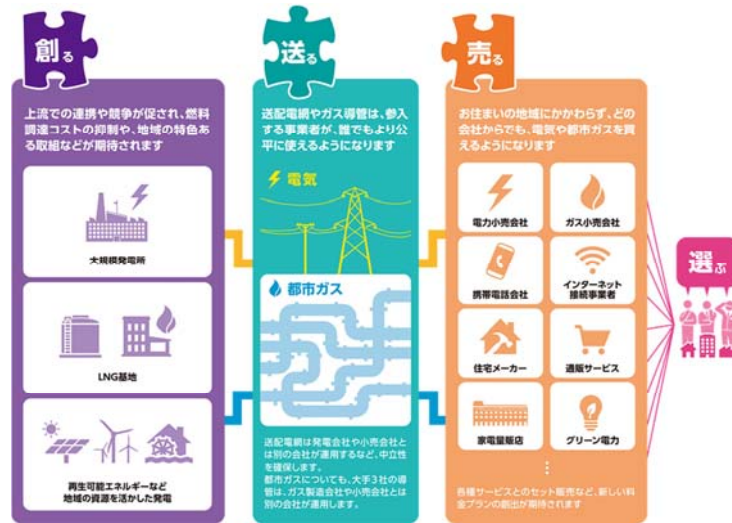 創る
上流での連携や競争が促され、燃料
調達コストの抑制や、地域の特色あ
る取組などが期待されます
大規模発電所
LNG基地
再生可能エネルギーなど
地域の資源を活かした発電
送る
送配電網やガス導管は、参入
する事業者が、誰でもより公
平に使えるようになります
電気
都市ガス
送配電網は発電会社や小売会社と
は別の会社が運用するなど、中立性
を確保します。
都市ガスについても、大手3社の導
管は、ガス製造会社や小売会社とは
別の会社が運用します。
売る
お住まいの地域にかかわらず、どの
会社からでも、電気や都市ガスを買
えるようになります
電力小売会社
ガス小売会社
携帯電話会社
インターネット
接続事業者
住宅メーカー
通販サービス
家電量販店
グリーン電力
⋮
各種サービスとのセット販売など、新しい料
金プランの創出が期待されます
選ぶ